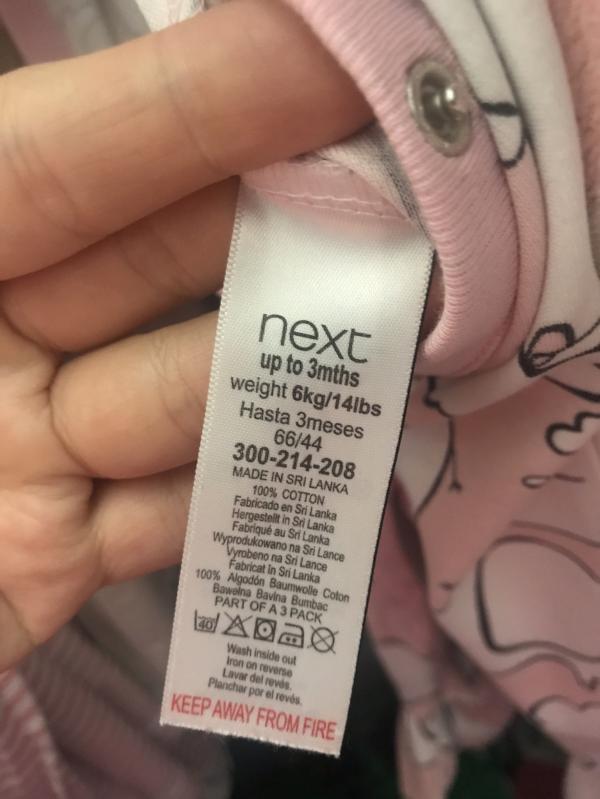 next
up to 3mths
weight 6kg/14lbs
Hasta 3meses
66/44
300-214-208
MADE IN SRI LANKA
100% COTTON
Fabricado en Sri Lanka
Hergestellt in Sri Lanka
Fabriqué au Sri Lanka
Wyprodukowano na Sri Lance
Vyrobeno na Sri Lance
Fabricat în Sri Lanka
100% Algodón Baumwolle Coton
Bawełna Bavlna Bumbac
PART OF A 3 PACK
40
Wash inside out
Iron on reverse
Lavar del revés.
Planchar por el revés.
KEEP AWAY FROM FIRE